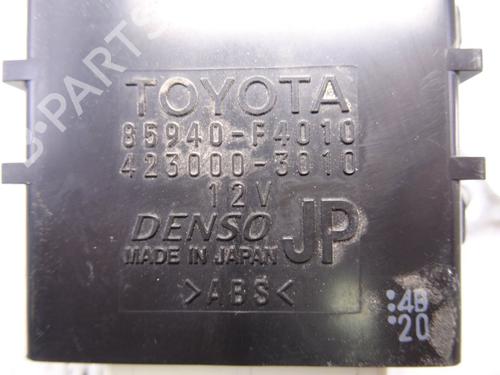 B-PARTS
TOYOTA
85940-F4010
423000-3010
12V
DENSO JP
MADE IN JAPAN
>ABS<
:4B
:20